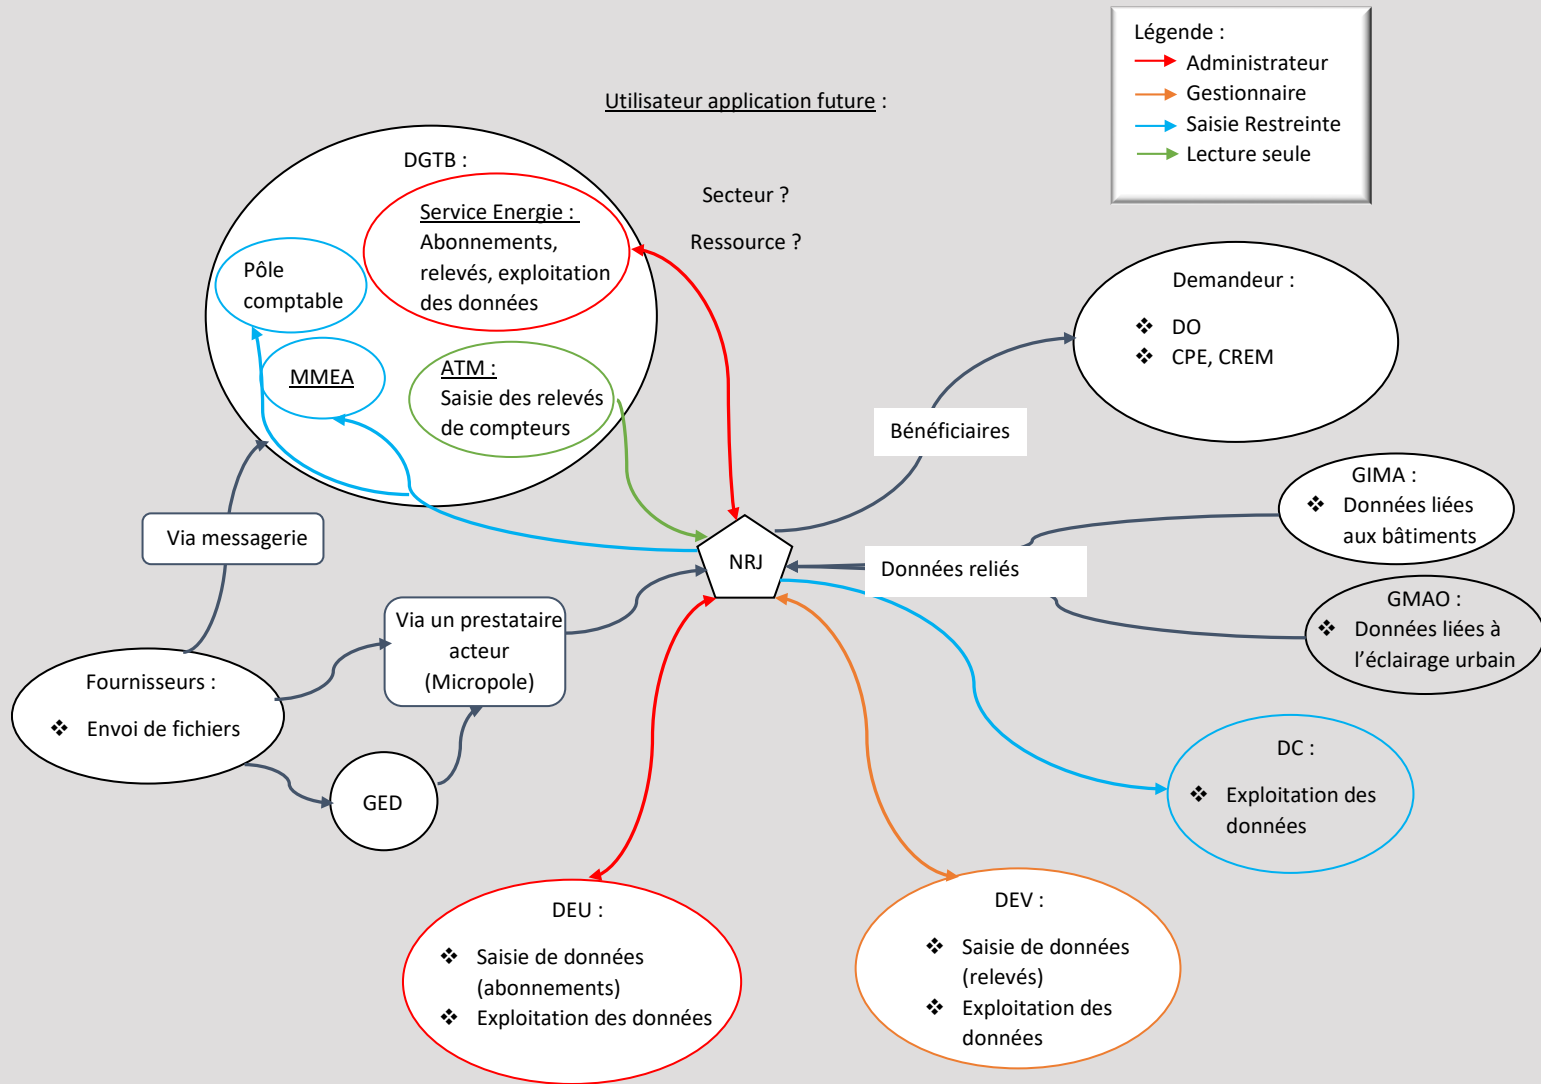 Légende :
Administrateur
Gestionnaire
Saisie Restreinte
Lecture seule
Utilisateur application future :
DGTB :
Service Energie :
Abonnements,
relevés, exploitation
des données
Pôle
comptable
MMEA
ATM :
Saisie des relevés
de compteurs
Secteur ?
Ressource ?
Demandeur :
❖ DO
❖ CPE, CREM
Bénéficiaires
GIMA :
❖ Données liées
aux bâtiments
Via messagerie
NRJ
Données reliés
GMAO :
❖ Données liées à
l’éclairage urbain
Via un prestataire
acteur
(Micropole)
Fournisseurs :
❖ Envoi de fichiers
GED
DC :
❖ Exploitation des
données
DEU :
❖ Saisie de données
(abonnements)
❖ Exploitation des données
DEV :
❖ Saisie de données
(relevés)
❖ Exploitation des
données